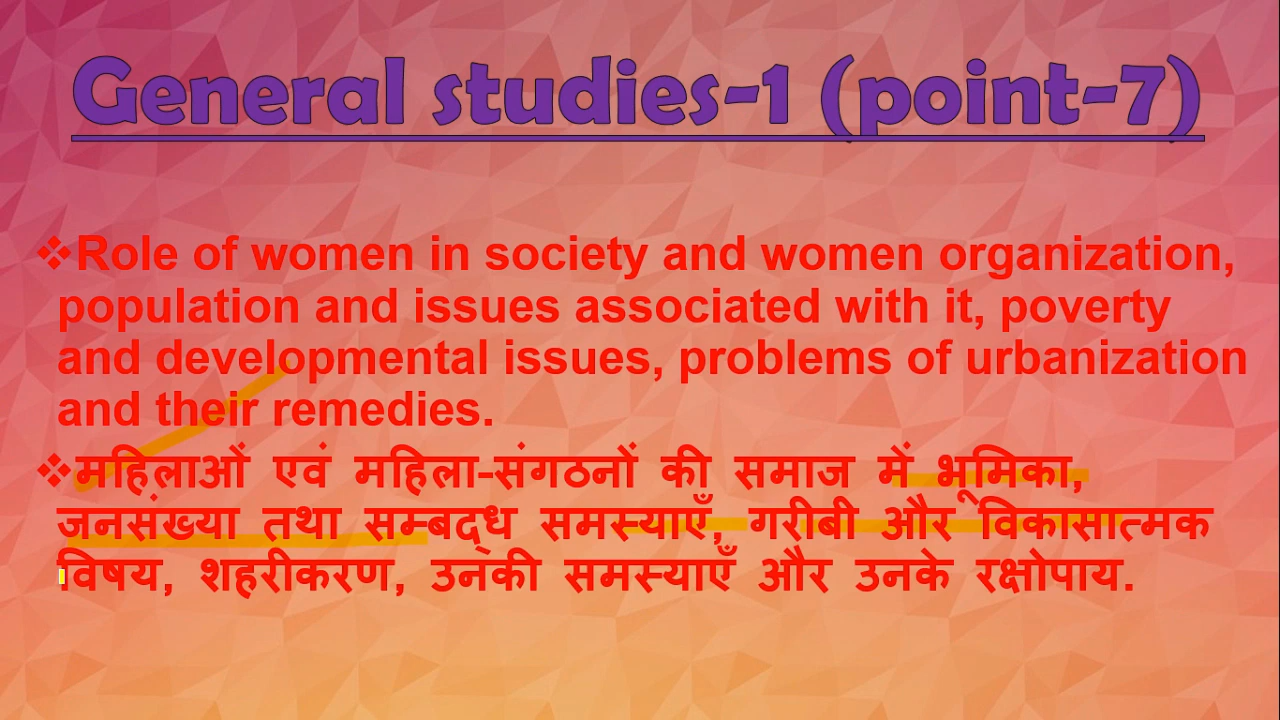 General studies-1 (point-7)
❖Role of women in society and women organization,
population and issues associated with it, poverty
and developmental issues, problems of urbanization
and their remedies.
❖महिलाओं एवं महिला-संगठनों की समाज में भूमिका,
जनसंख्या तथा सम्बद्ध समस्याएँ, गरीबी और विकासात्मक
विषय, शहरीकरण, उनकी समस्याएँ और उनके रक्षोपाय.